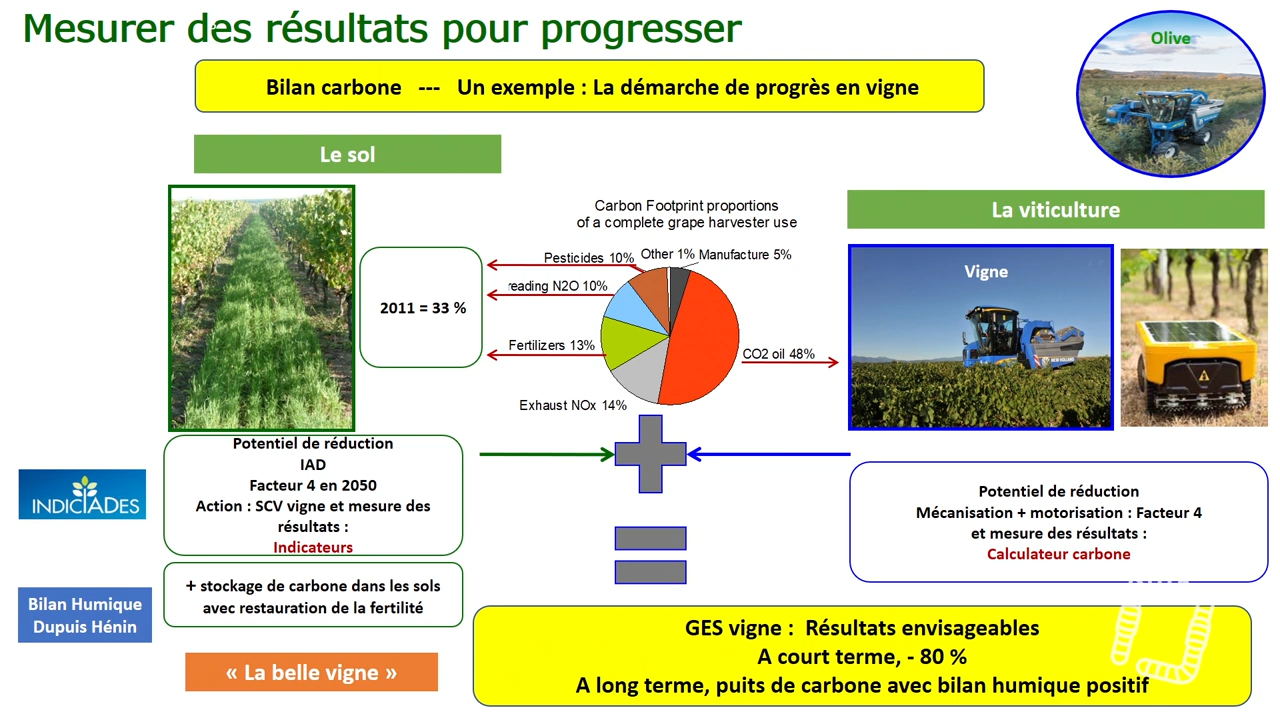 Mesurer des résultats pour progresser
Olive
Bilan carbone --- Un exemple : La démarche de progrès en vigne
Le sol
La viticulture
Carbon Footprint proportions
of a complete grape harvester use
Other 1%
Manufacture 5%
Pesticides 10%
reading N2O 10%
Fertilizers 13%
CO2 oil 48%
Exhaust NOx 14%
2011 = 33 %
Vigne
NEW HOLLAND
Potentiel de réduction
IAD
Facteur 4 en 2050
Action : SCV vigne et mesure des
résultats :
Indicateurs
INDICIADES
Potentiel de réduction
Mécanisation + motorisation : Facteur 4
et mesure des résultats :
Calculateur carbone
+ stockage de carbone dans les sols
avec restauration de la fertilité
Bilan Humique
Dupuis Hénin
« La belle vigne »
GES vigne : Résultats envisageables
A court terme, - 80 %
A long terme, puits de carbone avec bilan humique positif